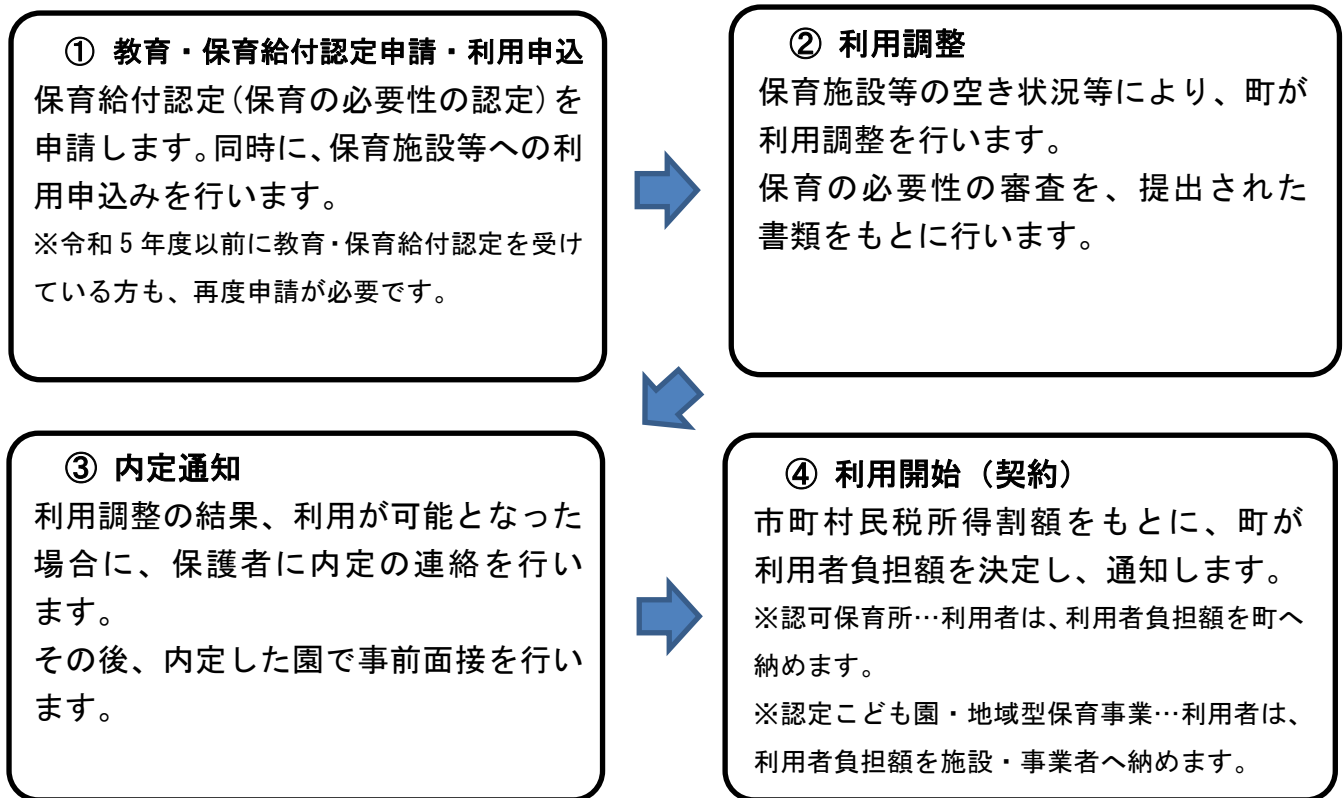 ① 教育・保育給付認定申請・利用申込
保育給付認定(保育の必要性の認定)を
申請します。同時に、保育施設等への利
用申込みを行います。
※令和5年度以前に教育・保育給付認定を受け
ている方も、再度申請が必要です。
② 利用調整
保育施設等の空き状況等により、町が
利用調整を行います。
保育の必要性の審査を、提出された
書類をもとに行います。
③ 内定通知
利用調整の結果、利用が可能となった
場合に、保護者に内定の連絡を行い
ます。
その後、内定した園で事前面接を行い
ます。
④ 利用開始（契約）
市町村民税所得割額をもとに、町が
利用者負担額を決定し、通知します。
※認可保育所…利用者は、利用者負担額を町へ
納めます。
※認定こども園・地域型保育事業…利用者は、
利用者負担額を施設・事業者へ納めます。